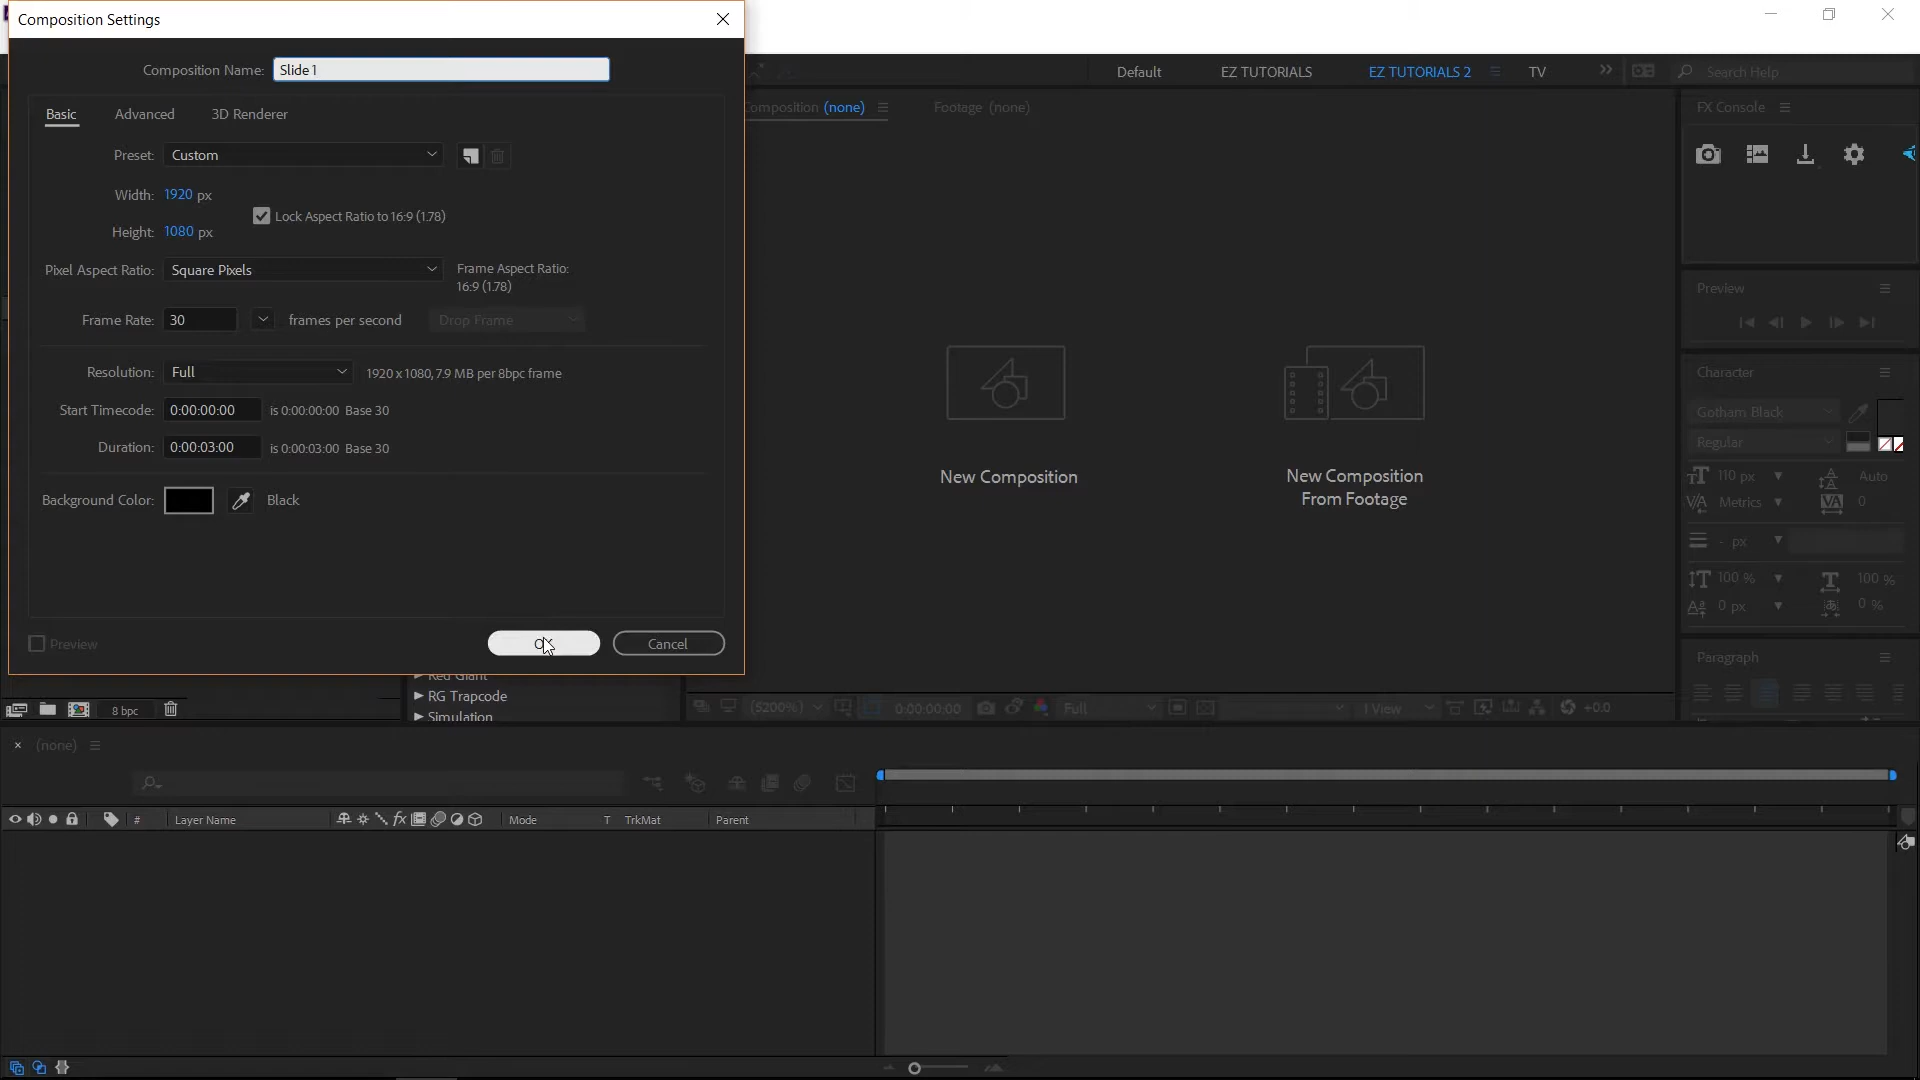 Composition Settings
Composition Name: Slide 1
Default
EZ TUTORIALS
EZ TUTORIALS 2
TV
Search Help
Basic
Advanced
3D Renderer
Composition (none)
Footage (none)
FX Console
Preset: Custom
Width: 1920 px
Lock Aspect Ratio to 16:9 (1.78)
Height: 1080 px
Pixel Aspect Ratio: Square Pixels
Frame Aspect Ratio:
16:9 (1.78)
Frame Rate: 30 frames per second
Drop Frame
Preview
Resolution: Full
1920 x 1080, 7.9 MB per 8bpc frame
Character
Start Timecode: 0:00:00:00 is 0:00:00:00 Base 30
Gotham Black
Regular
Duration: 0:00:03:00 is 0:00:03:00 Base 30
New Composition
New Composition
From Footage
110 px
Auto
Metrics
0
Background Color: Black
- px
100 %
100 %
0 px
0 %
Preview
Cancel
Paragraph
Red Giant
RG Trapcode
Simulation
8 bpc
(5200%)
0:00:00:00
Full
1 View
+0.0
(none)
#
Layer Name
Mode
T TrkMat
Parent